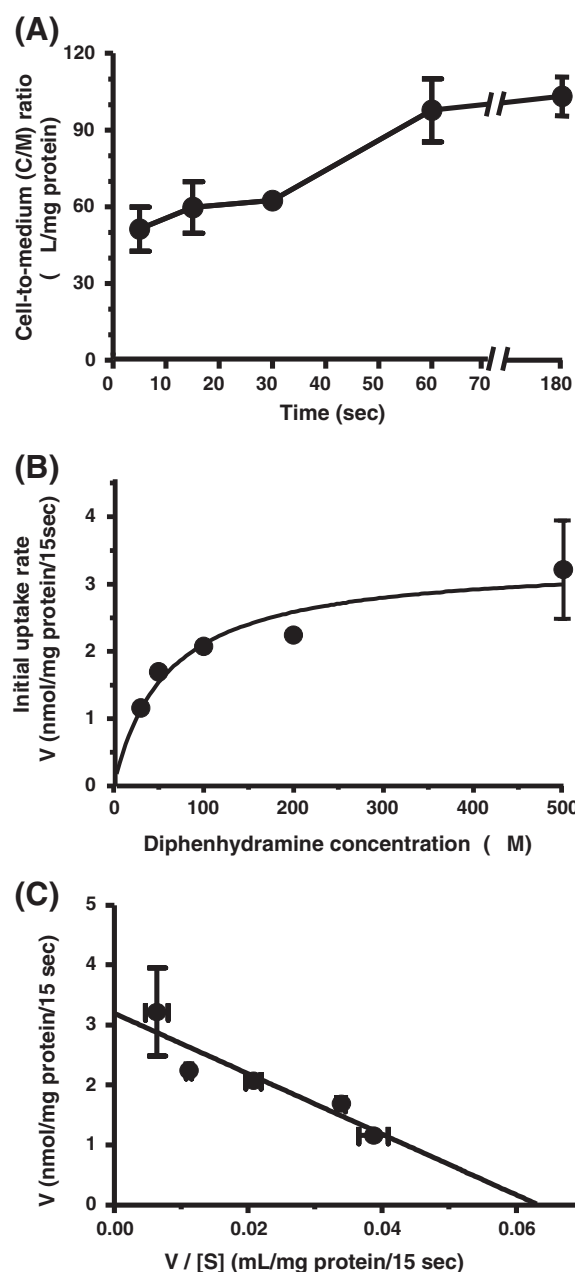 (A)
Cell-to-medium (C/M) ratio
( L/mg protein)
120
90
60
30
0
0 10 20 30 40 50 60 70 180
Time (sec)
(B)
Initial uptake rate
V (nmol/mg protein/15sec)
4
3
2
1
0
0 100 200 300 400 500
Diphenhydramine concentration ( M)
(C)
V (nmol/mg protein/15 sec)
5
4
3
2
1
0
0.00 0.02 0.04 0.06
V / [S] (mL/mg protein/15 sec)